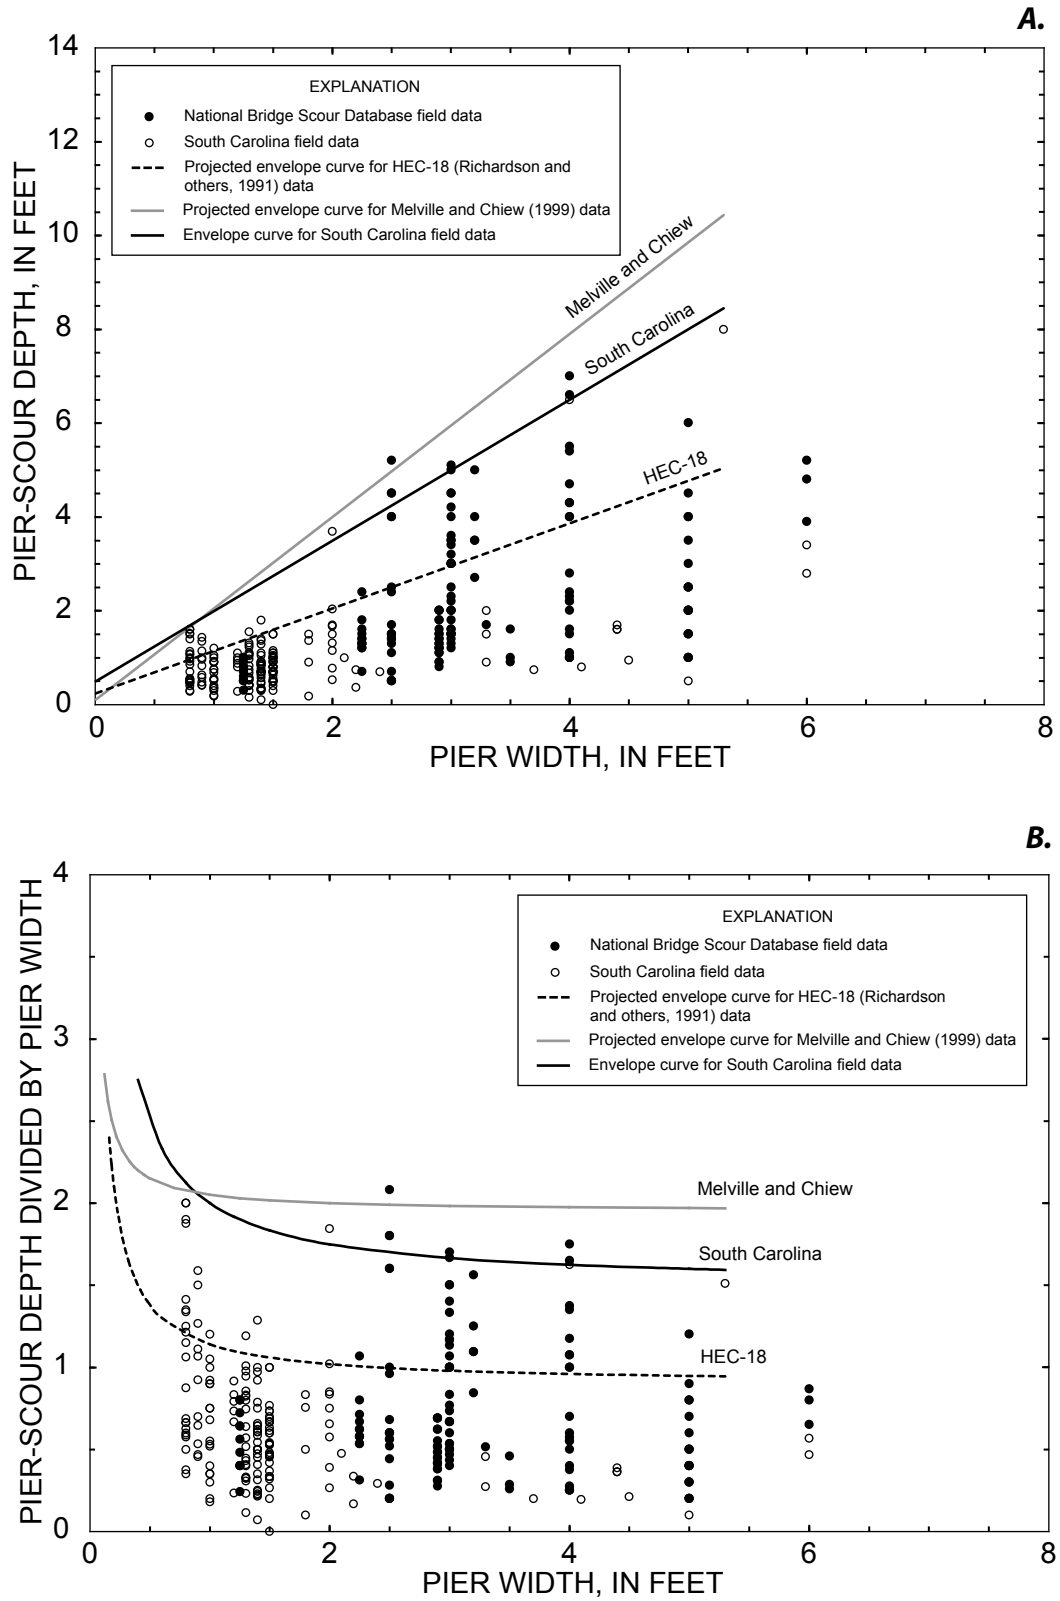 A.
14
12
10
8
6
4
2
0
PIER-SCOUR DEPTH, IN FEET
EXPLANATION
National Bridge Scour Database field data
South Carolina field data
Projected envelope curve for HEC-18 (Richardson and
others, 1991) data
Projected envelope curve for Melville and Chiew (1999) data
Envelope curve for South Carolina field data
Melville and Chiew
South Carolina
HEC-18
0 2 4 6 8
PIER WIDTH, IN FEET
B.
4
3
2
1
0
PIER-SCOUR DEPTH DIVIDED BY PIER WIDTH
EXPLANATION
National Bridge Scour Database field data
South Carolina field data
Projected envelope curve for HEC-18 (Richardson
and others, 1991) data
Projected envelope curve for Melville and Chiew (1999) data
Envelope curve for South Carolina field data
Melville and Chiew
South Carolina
HEC-18
0 2 4 6 8
PIER WIDTH, IN FEET